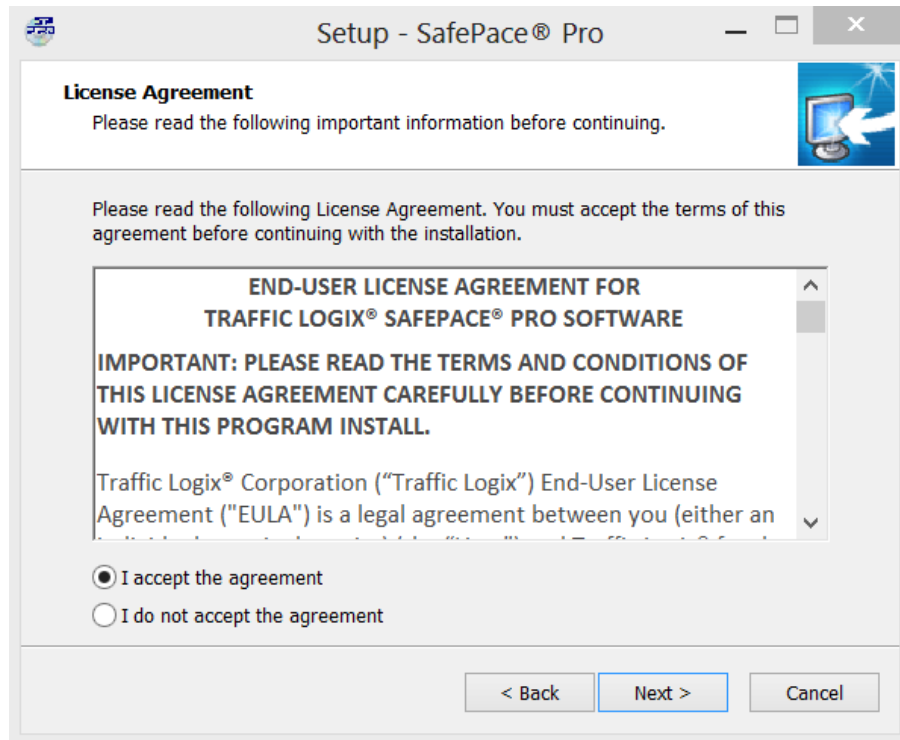 Setup - SafePace® Pro
License Agreement
Please read the following important information before continuing.
Please read the following License Agreement. You must accept the terms of this
agreement before continuing with the installation.
END-USER LICENSE AGREEMENT FOR
TRAFFIC LOGIX® SAFEPACE® PRO SOFTWARE
IMPORTANT: PLEASE READ THE TERMS AND CONDITIONS OF
THIS LICENSE AGREEMENT CAREFULLY BEFORE CONTINUING
WITH THIS PROGRAM INSTALL.
Traffic Logix® Corporation (“Traffic Logix”) End-User License
Agreement ("EULA") is a legal agreement between you (either an
I accept the agreement
I do not accept the agreement
< Back
Next >
Cancel